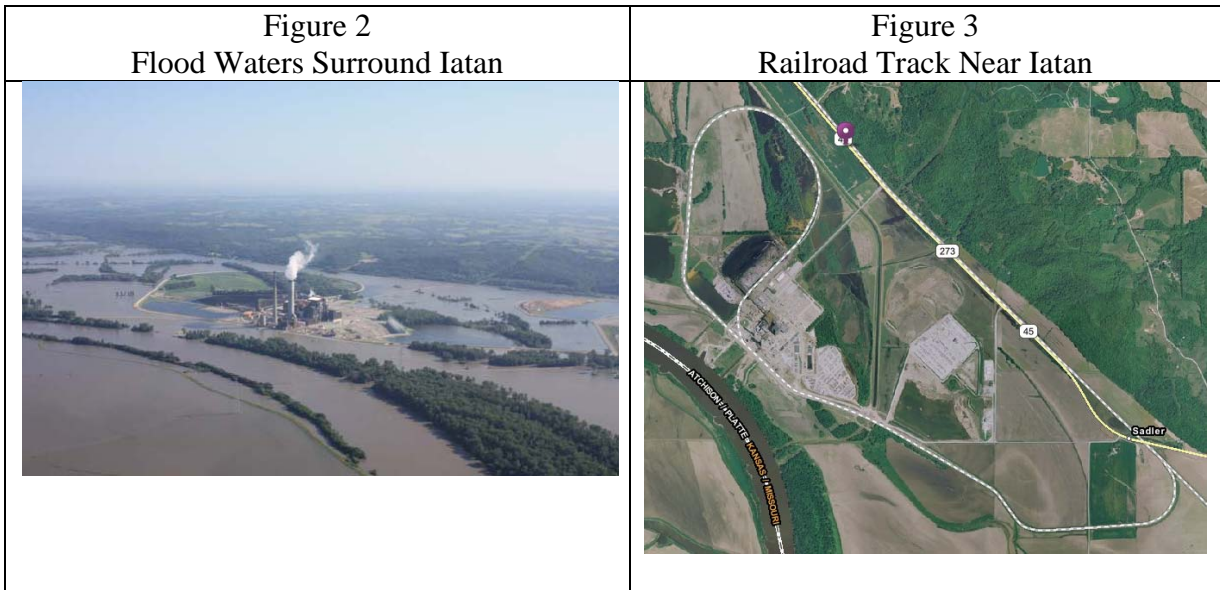 Figure 2
Flood Waters Surround Iatan
Figure 3
Railroad Track Near Iatan
273
45
Sadler
ATCHISON / PLATTE
KANSAS / MISSOURI